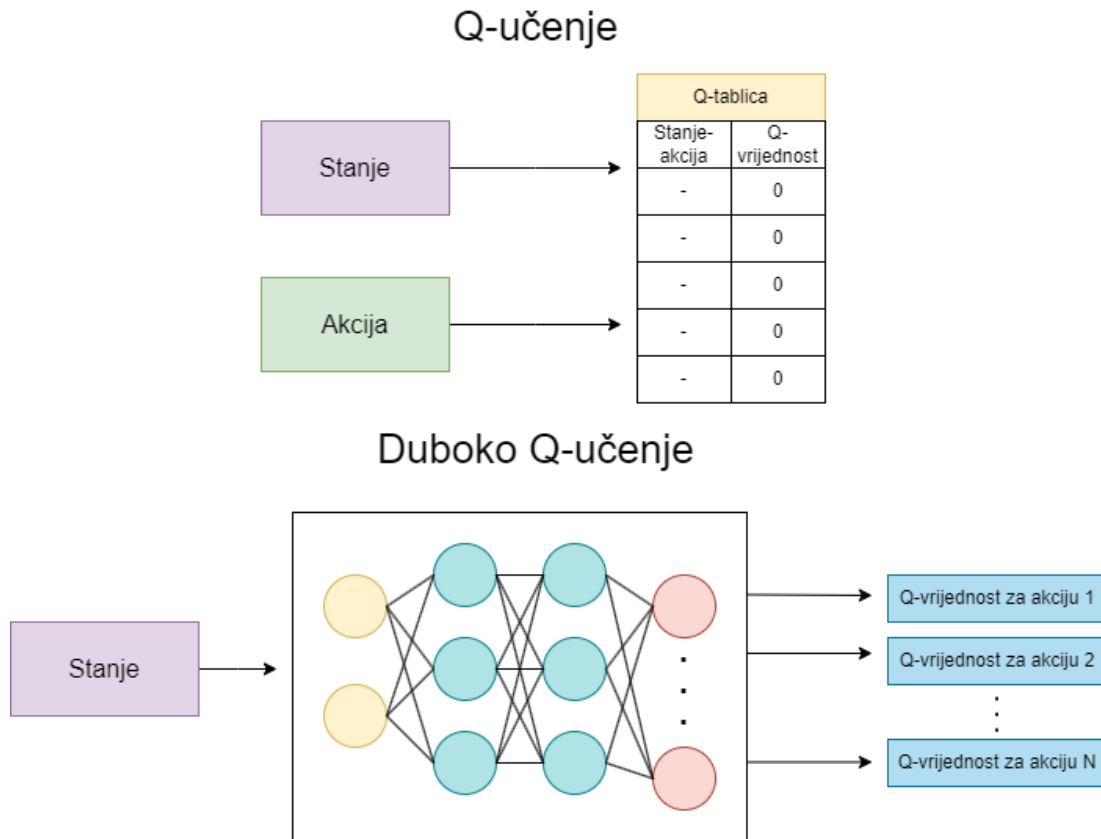 Q-učenje
Q-tablica
Stanje-
akcija
Q-
vrijednost
Stanje
-
0
-
0
-
0
Akcija
-
0
-
0
Duboko Q-učenje
Stanje
Q-vrijednost za akciju 1
Q-vrijednost za akciju 2
Q-vrijednost za akciju N